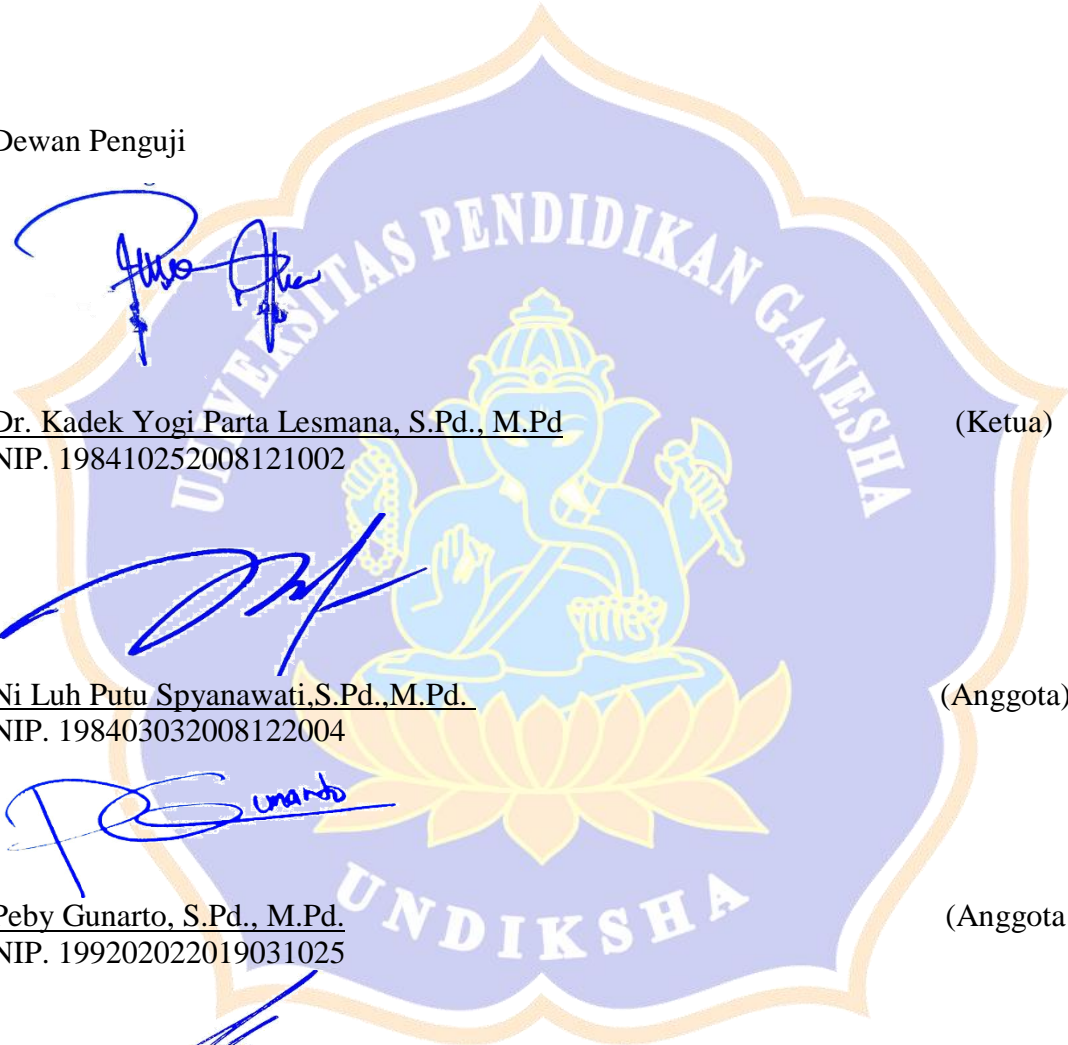 Dewan Penguji
UNIVERSITAS PENDIDIKAN GANESHA
Dr. Kadek Yogi Parta Lesmana, S.Pd., M.Pd (Ketua)
NIP. 198410252008121002
Ni Luh Putu Spyanawati,S.Pd.,M.Pd. (Anggota)
NIP. 198403032008122004
Peby Gunarto, S.Pd., M.Pd. (Anggota
NIP. 199202022019031025
UNDIKSHA